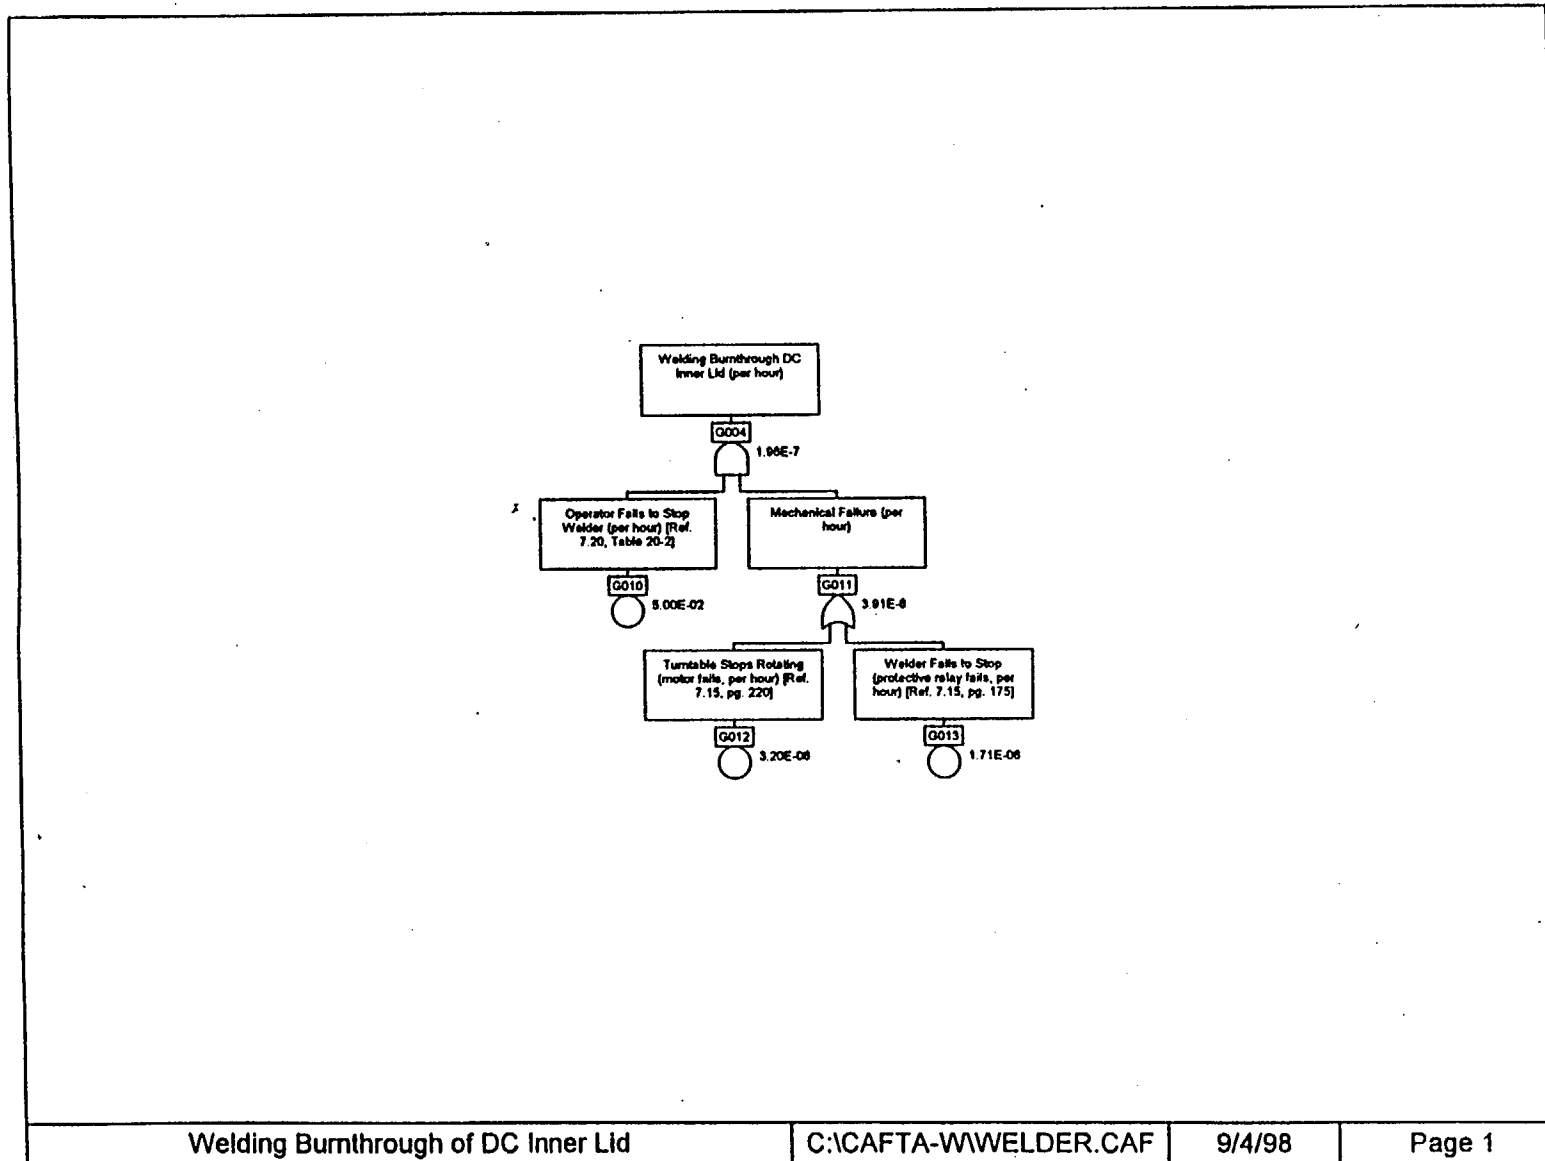 Welding Burnthrough DC
Inner Lid (per hour)
G004
1.96E-7
Operator Fails to Stop
Welder (per hour) [Ref.
7.20, Table 20-2]
Mechanical Failure (per
hour)
G010
5.00E-02
G011
3.91E-6
Turntable Stops Rotating
(motor fails, per hour) [Ref.
7.15, pg. 220]
Welder Fails to Stop
(protective relay fails, per
hour) [Ref. 7.15, pg. 175]
G012
3.20E-06
G013
1.71E-06
Welding Burnthrough of DC Inner Lid
C:\CAFTA-W\WELDER.CAF
9/4/98
Page 1